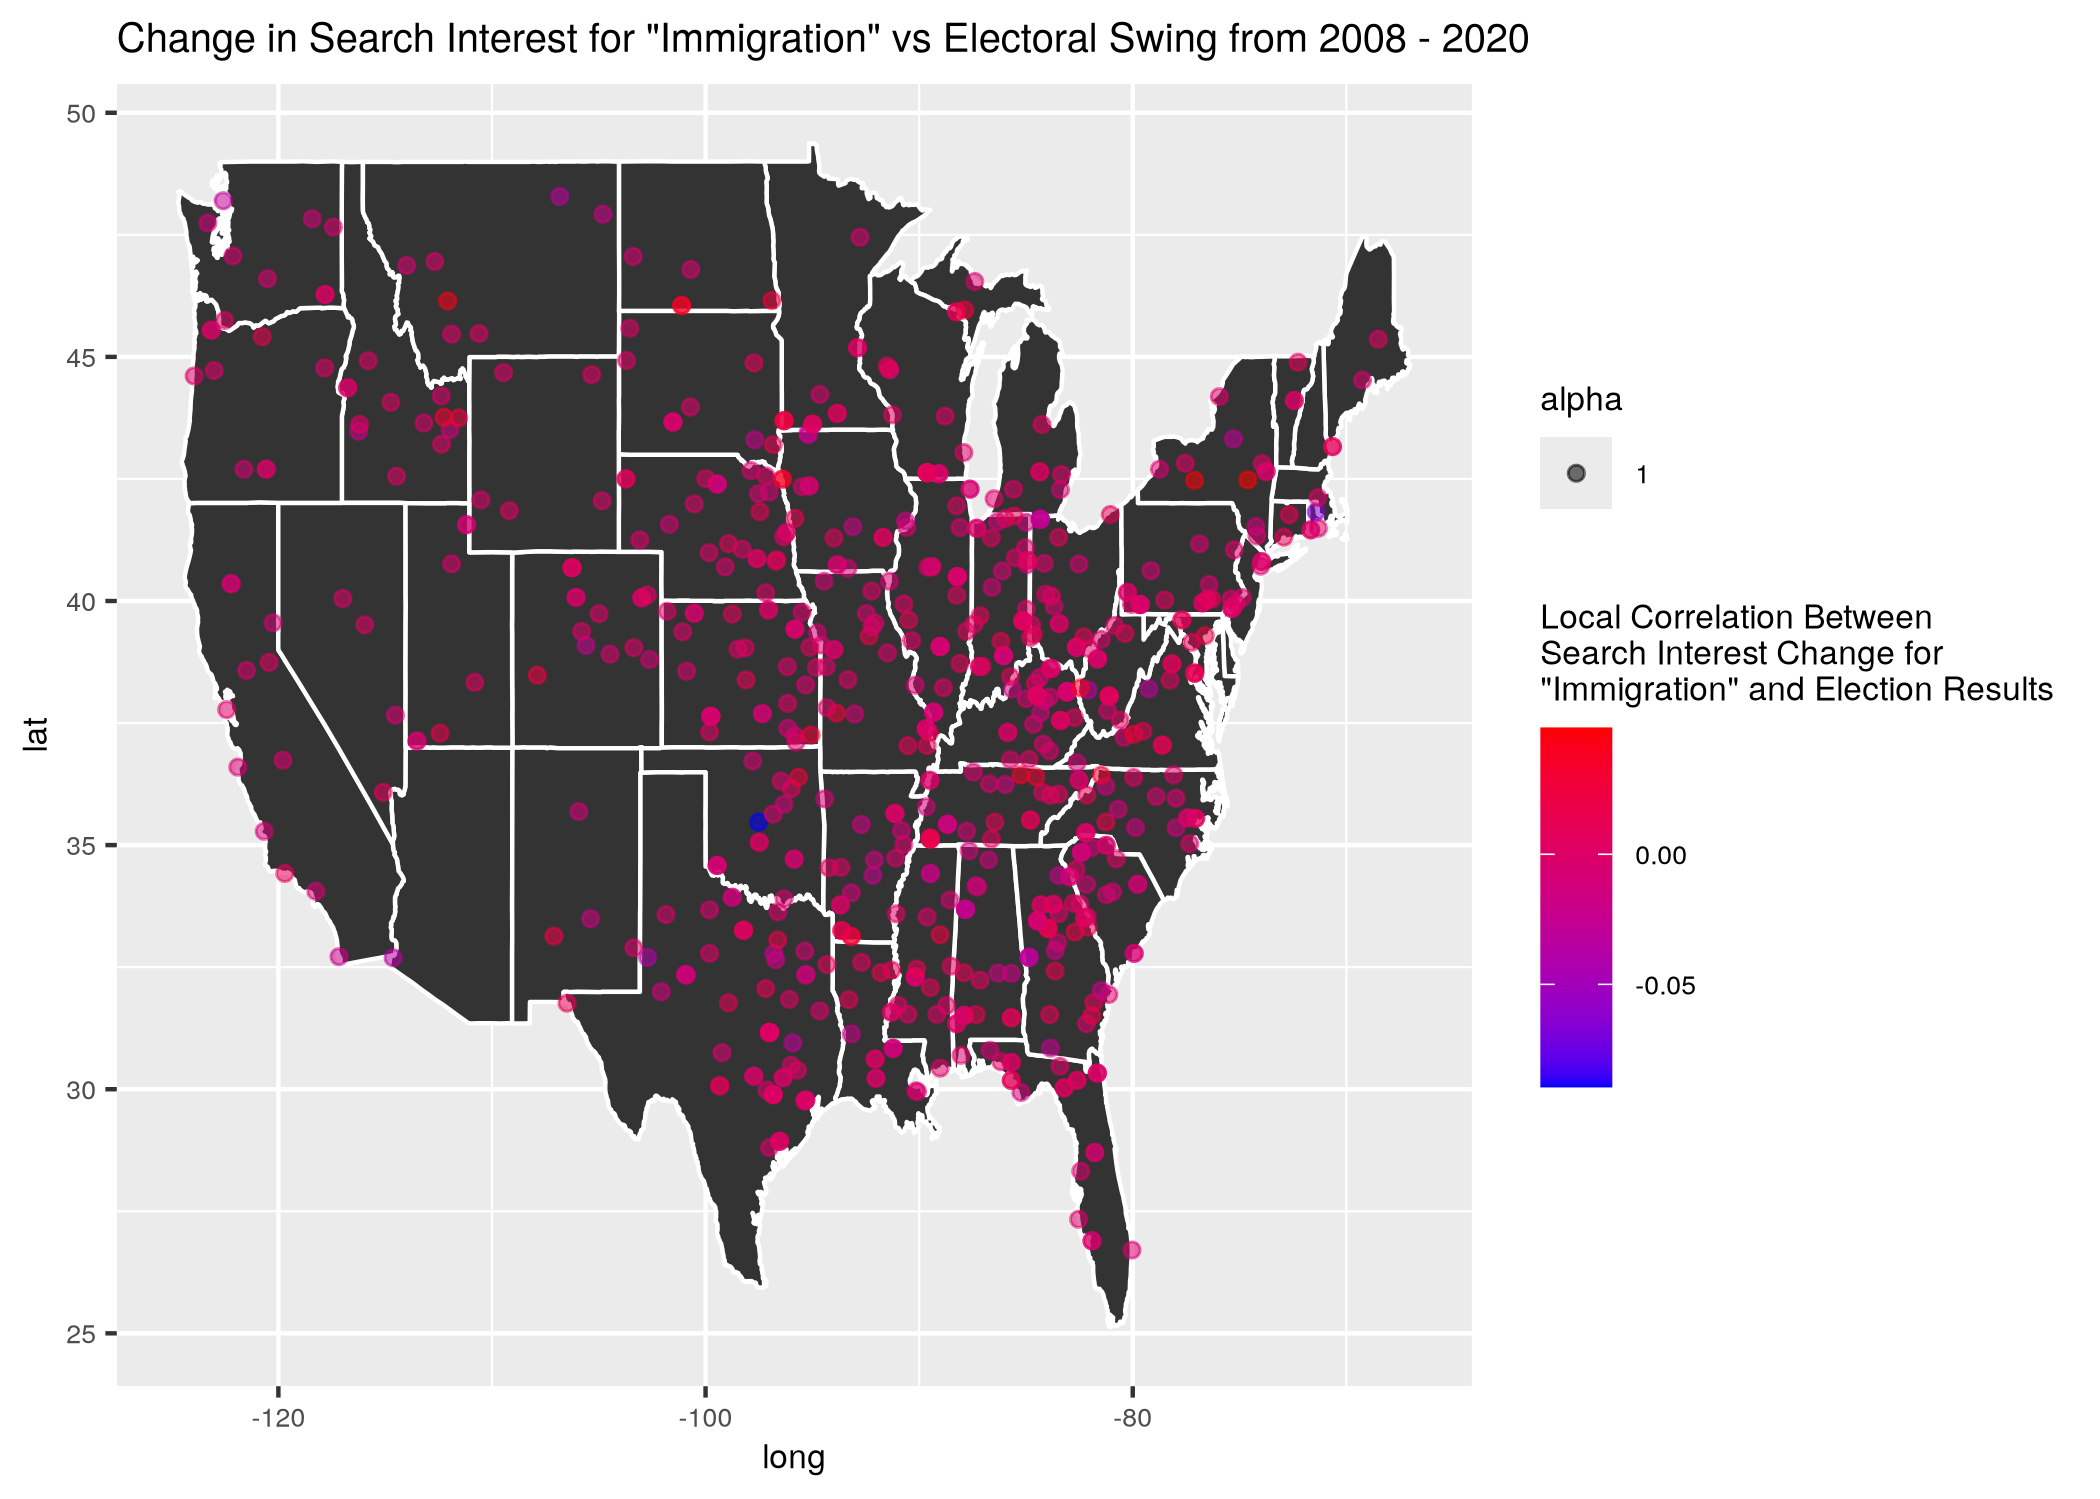 Change in Search Interest for "Immigration" vs Electoral Swing from 2008 - 2020
50
45
40
35
30
25
lat
-120
-100
-80
long
alpha
1
Local Correlation Between
Search Interest Change for
"Immigration" and Election Results
0.00
-0.05